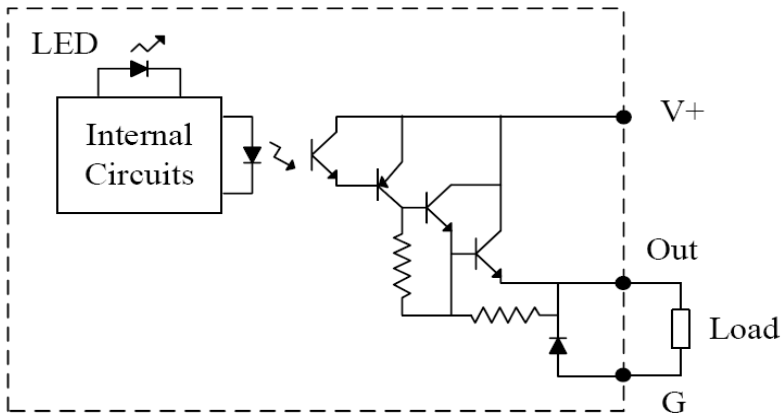 LED
Internal
Circuits
V+
Out
Load
G